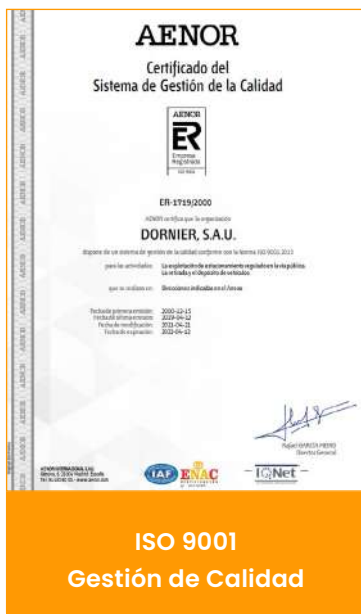 AENOR
Certificado del
Sistema de Gestión de la Calidad
AENOR
ER
Empresa
Registrada
ISO 9001
ER-1719/2000
AENOR certifica que la organización
DORNIER, S.A.U.
dispone de un sistema de gestión de la calidad conforme con la Norma ISO 9001:2015
para las actividades: La explotación de estacionamiento regulado en la vía pública.
La retirada y el depósito de vehículos.
que se realizan en: Direcciones indicadas en el Anexo
Fecha de primera emisión: 2000-12-15
Fecha de última emisión: 2019-04-12
Fecha de modificación: 2021-04-21
Fecha de expiración: 2022-04-12
Rafael GARCÍA MEIRO
Director General
AENOR INTERNACIONAL S.A.U.
Génova, 6. 28004 Madrid. España
www.aenor.com
IAF
ENAC
IQNet
ISO 9001
Gestión de Calidad